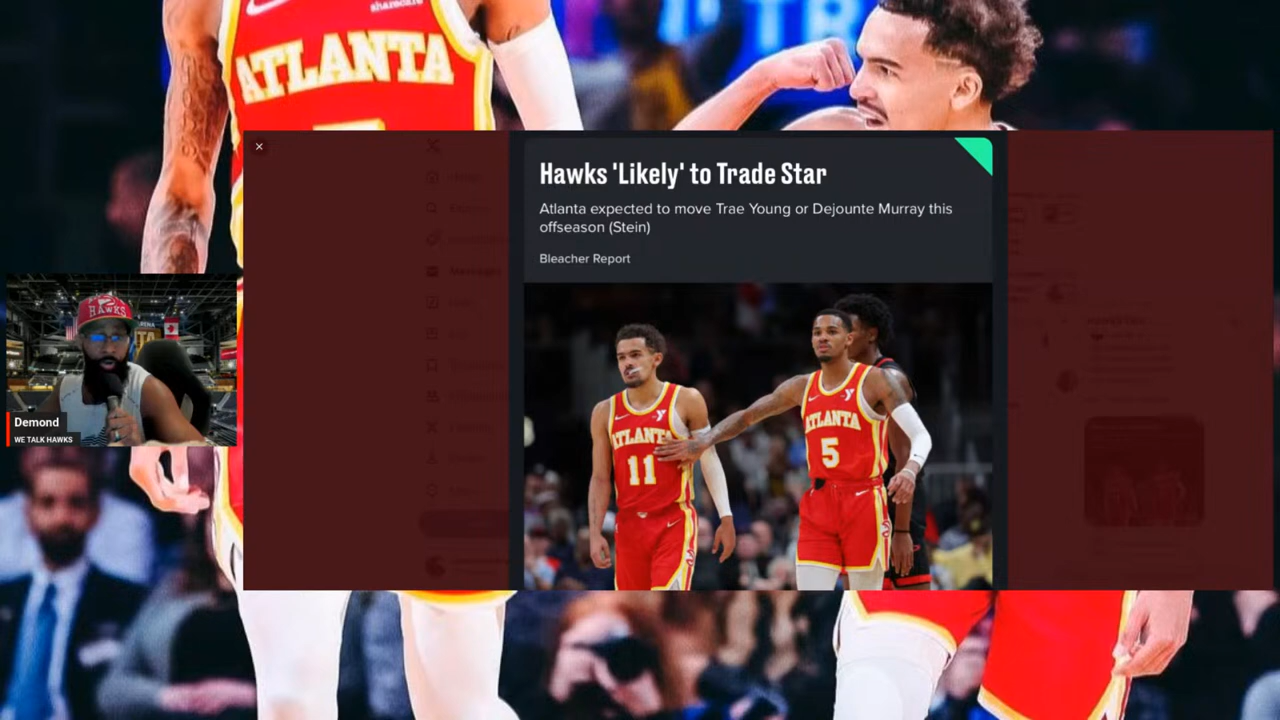 sharecare
ATLANTA
Hawks 'Likely' to Trade Star
Atlanta expected to move Trae Young or Dejounte Murray this
offseason (Stein)
Bleacher Report
HAWKS
Demond
WE TALK HAWKS
ATLANTA
11
ATLANTA
5